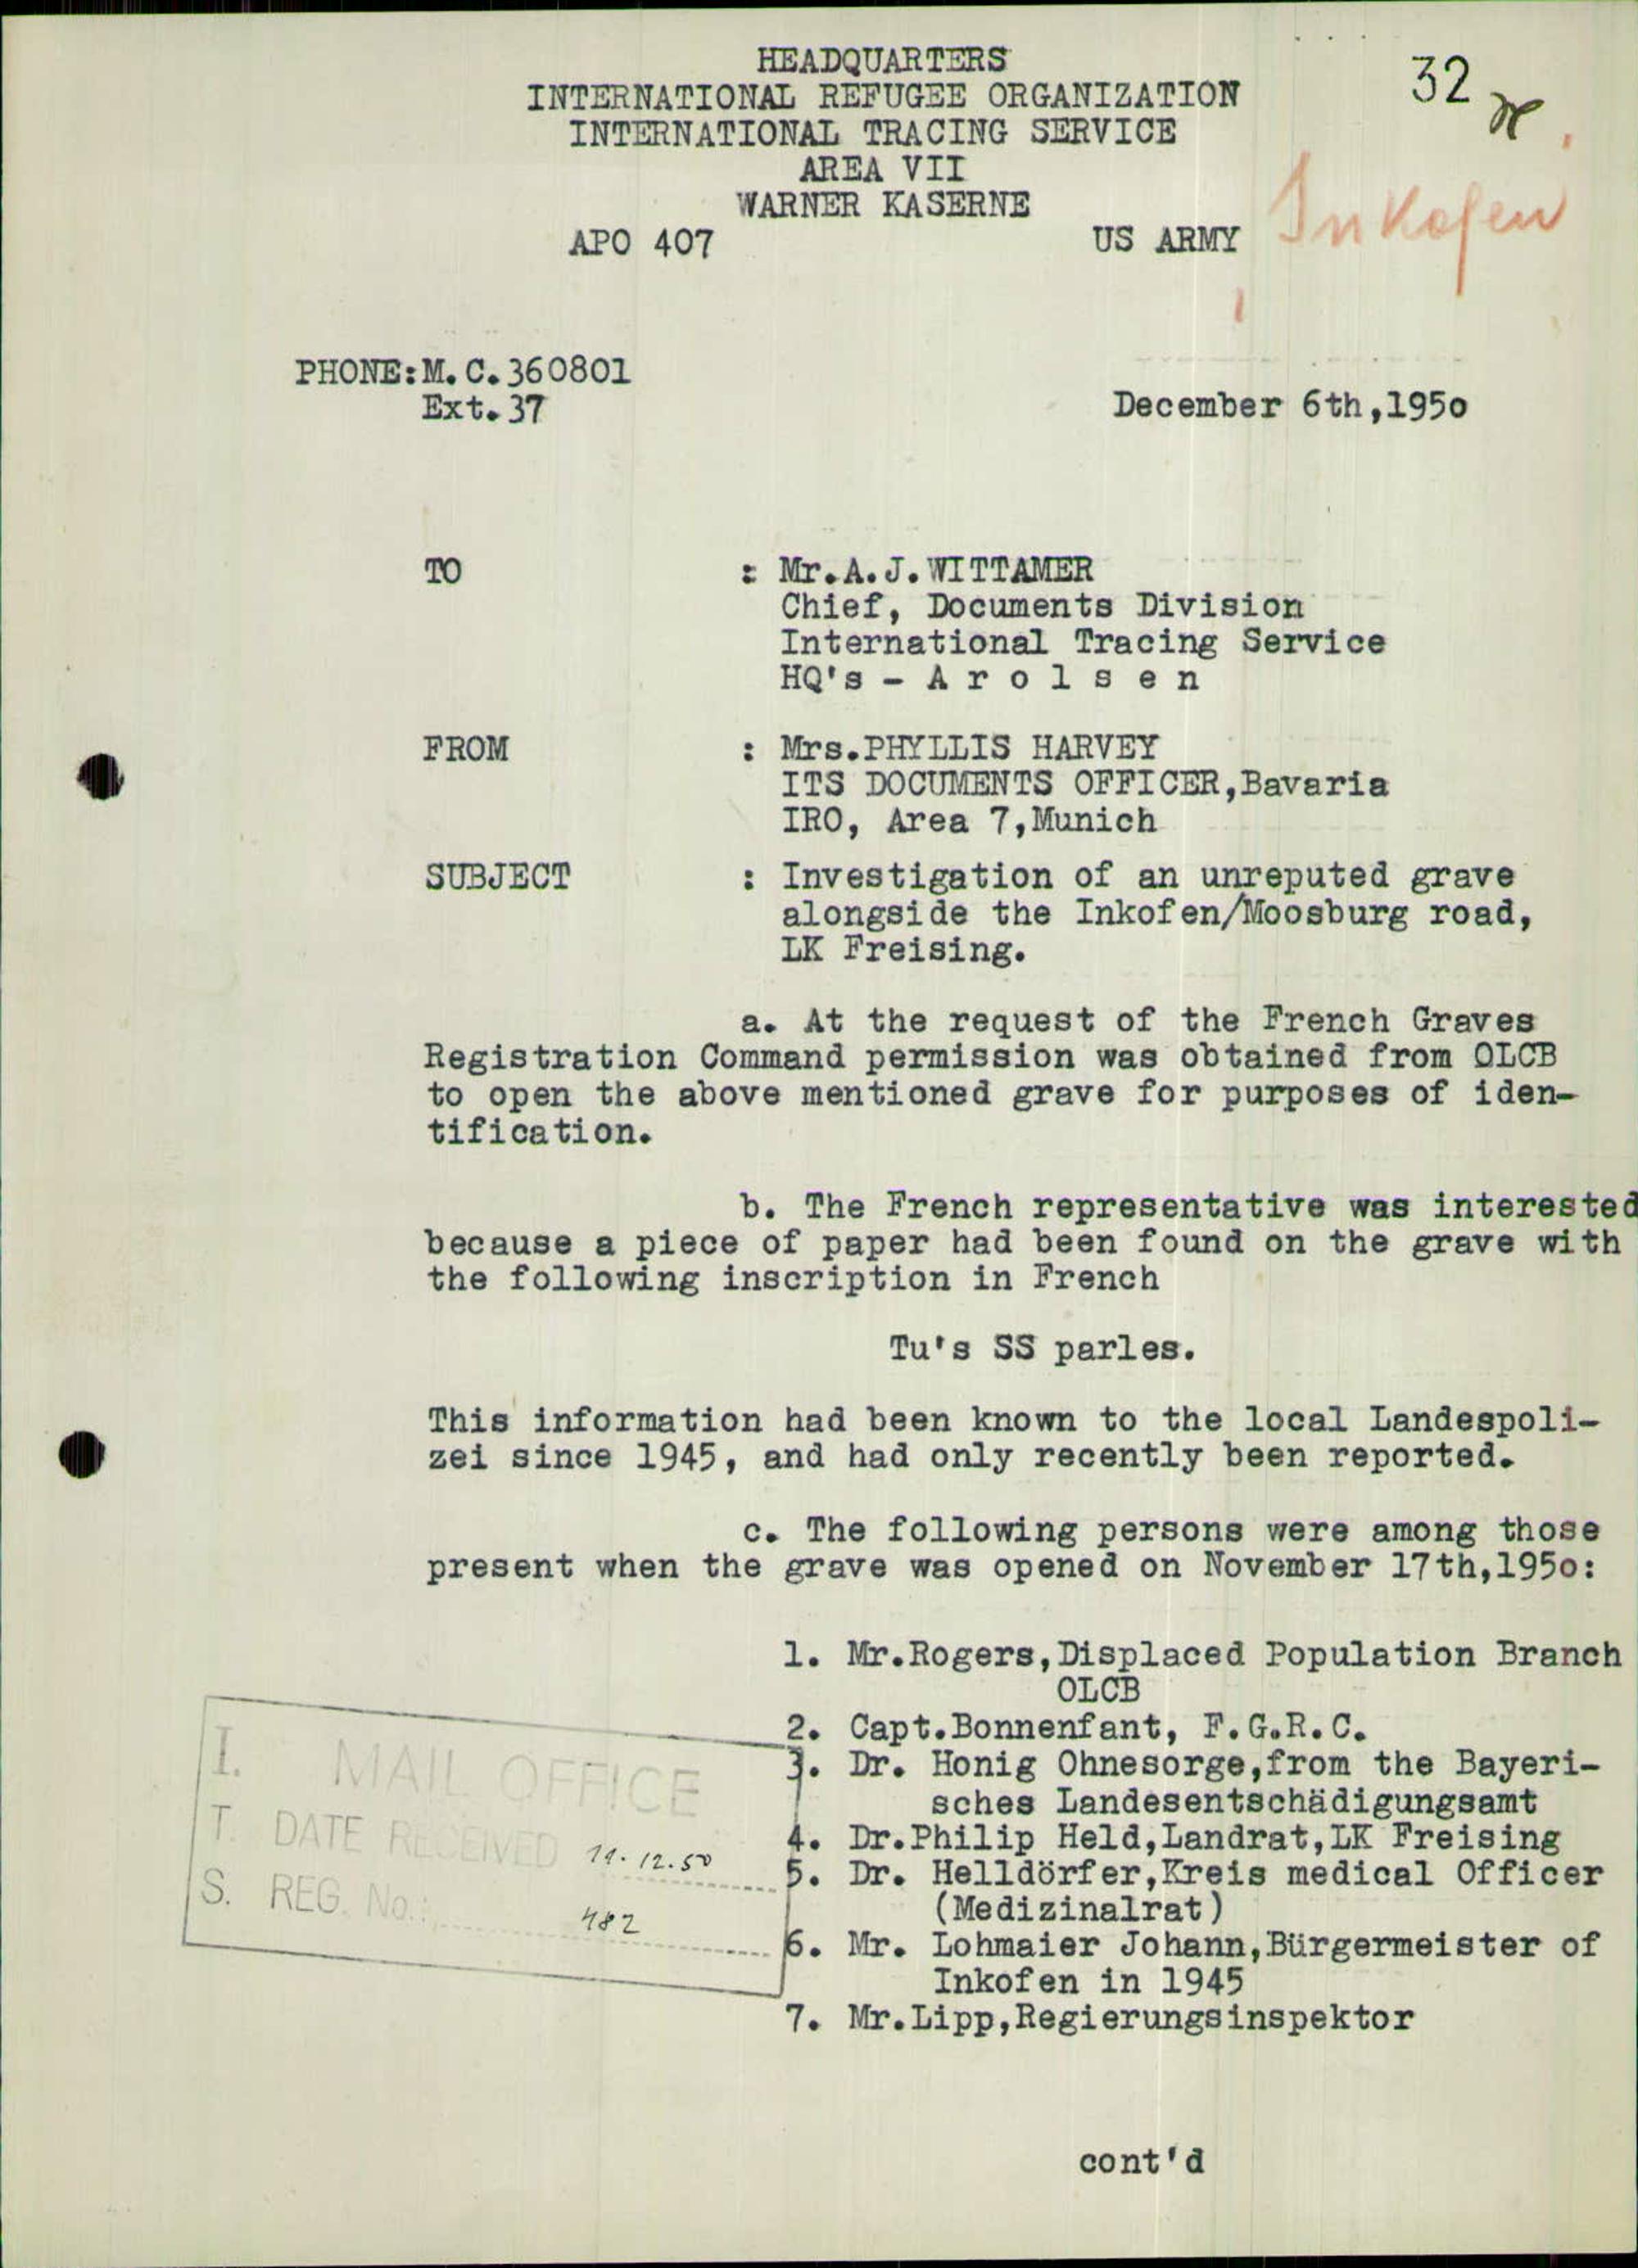 HEADQUARTERS
INTERNATIONAL REFUGEE ORGANIZATION
INTERNATIONAL TRACING SERVICE
AREA VII
WARNER KASERNE
APO 407 US ARMY
32
Inkofen
PHONE:M.C.360801
Ext.37
December 6th,195o
TO : Mr.A.J.WITTAMER
Chief, Documents Division
International Tracing Service
HQ's - A r o l s e n
FROM : Mrs.PHYLLIS HARVEY
ITS DOCUMENTS OFFICER,Bavaria
IRO, Area 7,Munich
SUBJECT : Investigation of an unreputed grave
alongside the Inkofen/Moosburg road,
LK Freising.
a. At the request of the French Graves
Registration Command permission was obtained from OLCB
to open the above mentioned grave for purposes of iden-
tification.
b. The French representative was interested
because a piece of paper had been found on the grave with
the following inscription in French
Tu's SS parles.
This information had been known to the local Landespoli-
zei since 1945, and had only recently been reported.
c. The following persons were among those
present when the grave was opened on November 17th,195o:
1. Mr.Rogers,Displaced Population Branch
OLCB
2. Capt.Bonnenfant, F.G.R.C.
3. Dr. Honig Ohnesorge,from the Bayeri-
sches Landesentschädigungsamt
4. Dr.Philip Held,Landrat,LK Freising
5. Dr. Helldörfer,Kreis medical Officer
(Medizinalrat)
6. Mr. Lohmaier Johann,Bürgermeister of
Inkofen in 1945
7. Mr.Lipp,Regierungsinspektor
I. MAIL OFFICE
T. DATE RECEIVED 12.50
S. REG. No.: 482
cont'd